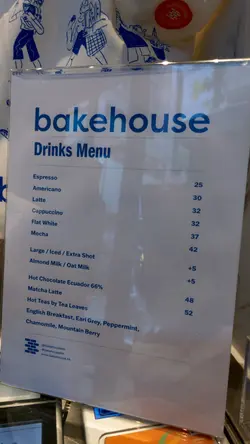 bakehouse
Drinks Menu
Espresso 25
Americano 30
Latte 32
Cappuccino 32
Flat White 37
Mocha 42
Large / Iced / Extra Shot +5
Almond Milk / Oat Milk +5
Hot Chocolate Ecuador 66% 48
Matcha Latte 52
Hot Teas by Tea Leaves
English Breakfast, Earl Grey, Peppermint,
Chamomile, Mountain Berry